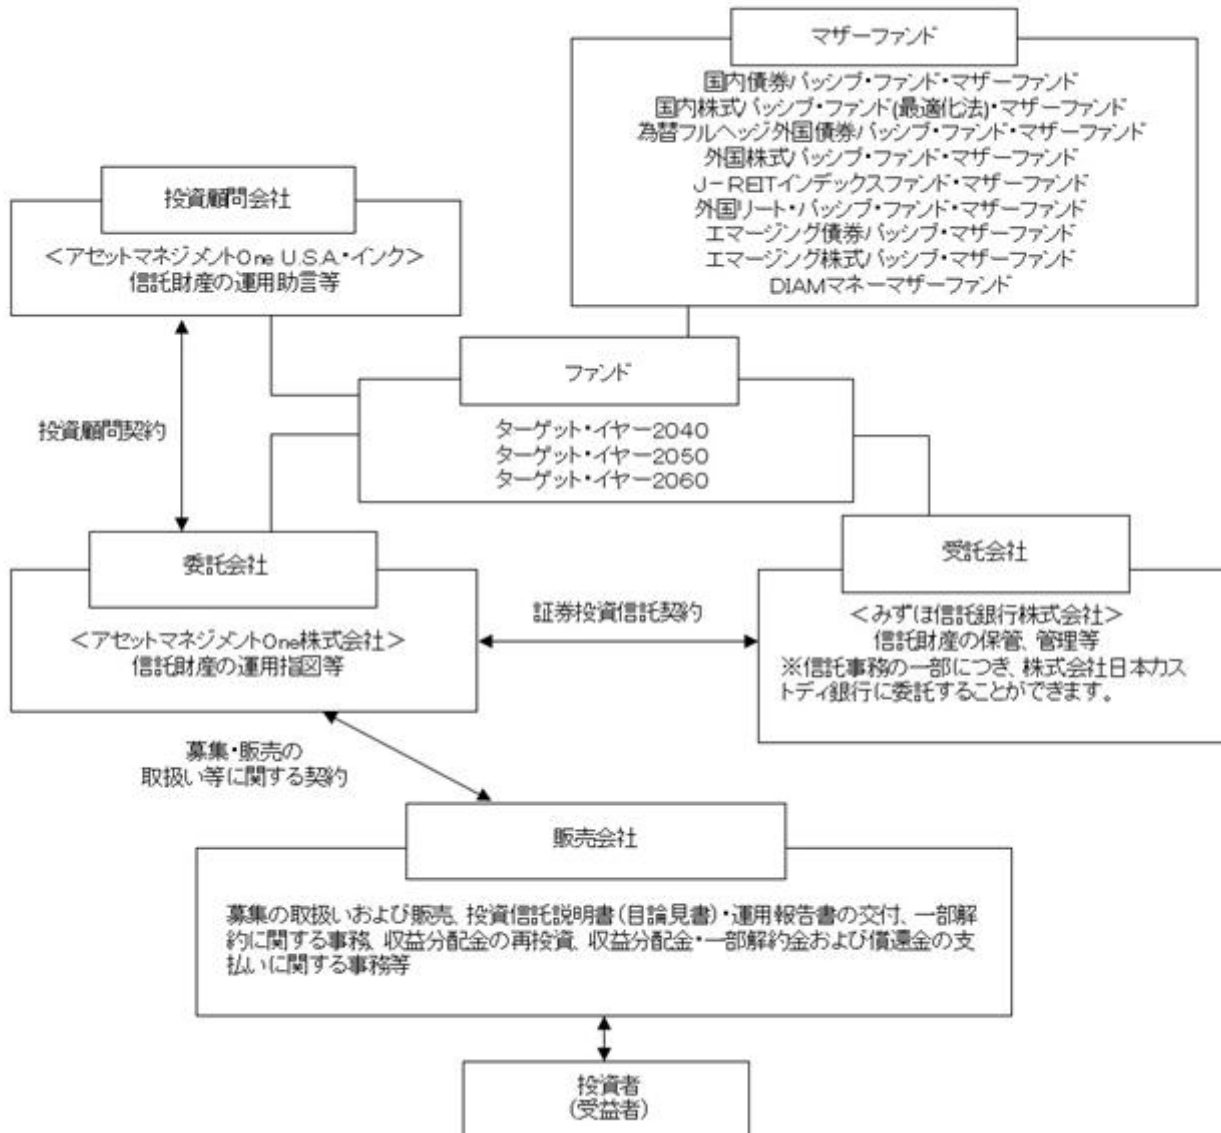 マザーファンド
国内債券パッシブ・ファンド・マザーファンド
国内株式パッシブ・ファンド(最適化法)・マザーファンド
為替フルヘッジ外国債券パッシブ・ファンド・マザーファンド
外国株式パッシブ・ファンド・マザーファンド
J－REITインデックスファンド・マザーファンド
外国リート・パッシブ・ファンド・マザーファンド
エマージング債券パッシブ・マザーファンド
エマージング株式パッシブ・マザーファンド
DIAMマネーマザーファンド
投資顧問会社
＜アセットマネジメントOne U.S.A.・インク＞
信託財産の運用助言等
ファンド
ターゲット・イヤー2040
ターゲット・イヤー2050
ターゲット・イヤー2060
投資顧問契約
委託会社
＜アセットマネジメントOne株式会社＞
信託財産の運用指図等
証券投資信託契約
受託会社
＜みずほ信託銀行株式会社＞
信託財産の保管、管理等
※信託事務の一部につき、株式会社日本カス
トディ銀行に委託することができます。
募集・販売の
取扱い等に関する契約
販売会社
募集の取扱いおよび販売、投資信託説明書(目論見書)・運用報告書の交付、一部解
約に関する事務、収益分配金の再投資、収益分配金・一部解約金および償還金の支
払いに関する事務等
投資者
(受益者)